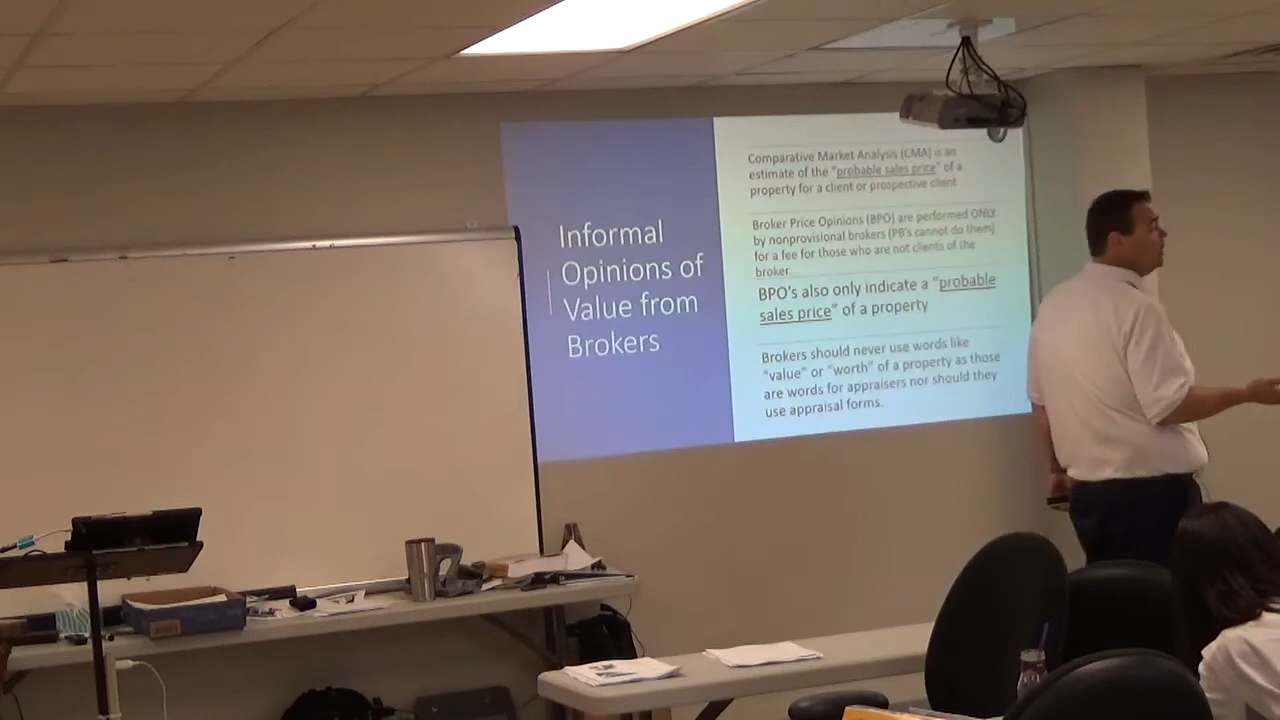 Informal
Opinions of
Value from
Brokers
Comparative Market Analysis (CMA) is an
estimate of the "probable sales price" of a
property for a client or prospective client
Broker Price Opinions (BPO) are performed ONLY
by nonprovisional brokers (PB's cannot do them)
for a fee for those who are not clients of the
broker.
BPO's also only indicate a "probable
sales price" of a property
Brokers should never use words like
"value" or "worth" of a property as those
are words for appraisers nor should they
use appraisal forms.